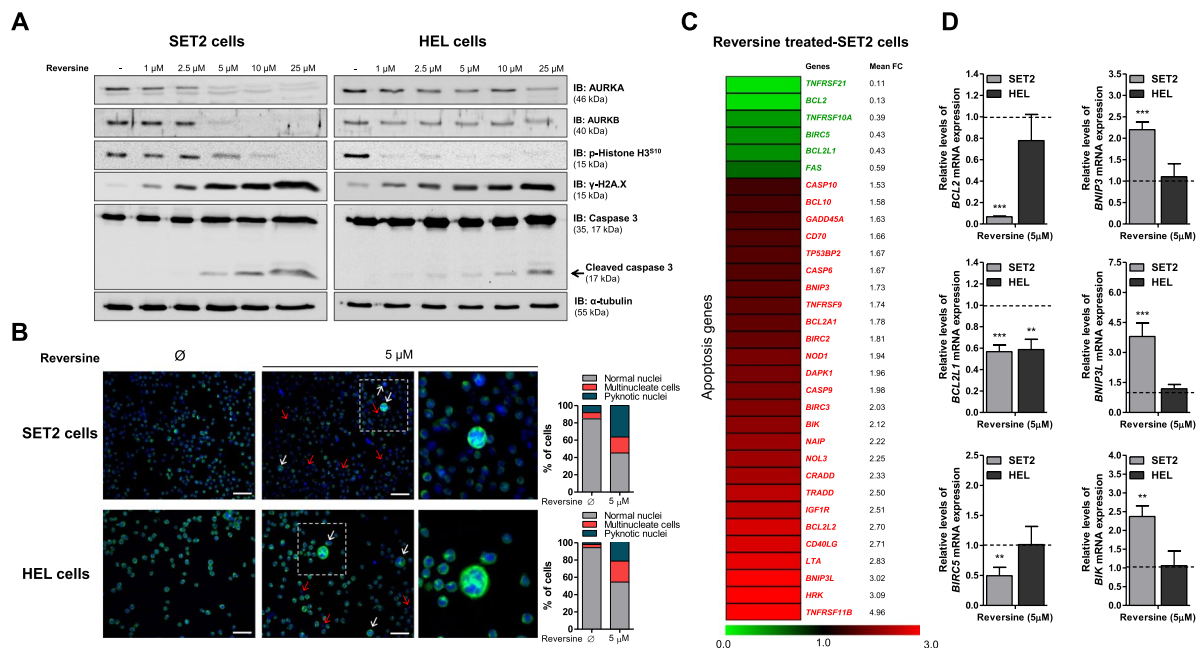 A
SET2 cells
HEL cells
Reversine
- 1 μM 2.5 μM 5 μM 10 μM 25 μM
- 1 μM 2.5 μM 5 μM 10 μM 25 μM
IB: AURKA
(46 kDa)
IB: AURKB
(40 kDa)
IB: p-Histone H3S10
(15 kDa)
IB: γ-H2A.X
(15 kDa)
IB: Caspase 3
(35, 17 kDa)
Cleaved caspase 3
(17 kDa)
IB: α-tubulin
(55 kDa)
B
Reversine
Ø
5 μM
SET2 cells
HEL cells
Normal nuclei
Multinucleate cells
Pyknotic nuclei
% of cells
100
80
60
40
20
0
Reversine Ø 5 μM
Normal nuclei
Multinucleate cells
Pyknotic nuclei
% of cells
100
80
60
40
20
0
Reversine Ø 5 μM
C
Reversine treated-SET2 cells
Genes Mean FC
Apoptosis genes
TNFRSF21 0.11
BCL2 0.13
TNFRSF10A 0.39
BIRC5 0.43
BCL2L1 0.43
FAS 0.59
CASP10 1.53
BCL10 1.58
GADD45A 1.63
CD70 1.66
TP53BP2 1.67
CASP6 1.67
BNIP3 1.73
TNFRSF9 1.74
BCL2A1 1.78
BIRC2 1.81
NOD1 1.94
DAPK1 1.96
CASP9 1.98
BIRC3 2.03
BIK 2.12
NAIP 2.22
NOL3 2.25
CRADD 2.33
TRADD 2.50
IGF1R 2.51
BCL2L2 2.70
CD40LG 2.71
LTA 2.83
BNIP3L 3.02
HRK 3.09
TNFRSF11B 4.96
0.0 1.0 3.0
D
Relative levels of
BCL2 mRNA expression
1.4
1.2
1.0
0.8
0.6
0.4
0.2
0.0
SET2
HEL
***
Reversine (5μM)
Relative levels of
BNIP3 mRNA expression
3.5
3.0
2.5
2.0
1.5
1.0
0.5
0.0
SET2
HEL
***
Reversine (5μM)
Relative levels of
BCL2L1 mRNA expression
1.4
1.2
1.0
0.8
0.6
0.4
0.2
0.0
SET2
HEL
*** **
Reversine (5μM)
Relative levels of
BNIP3L mRNA expression
7.5
6.0
4.5
3.0
1.5
0.0
SET2
HEL
***
Reversine (5μM)
Relative levels of
BIRC5 mRNA expression
2.5
2.0
1.5
1.0
0.5
0.0
SET2
HEL
**
Reversine (5μM)
Relative levels of
BIK mRNA expression
4.0
3.5
3.0
2.5
2.0
1.5
1.0
0.5
0.0
SET2
HEL
**
Reversine (5μM)